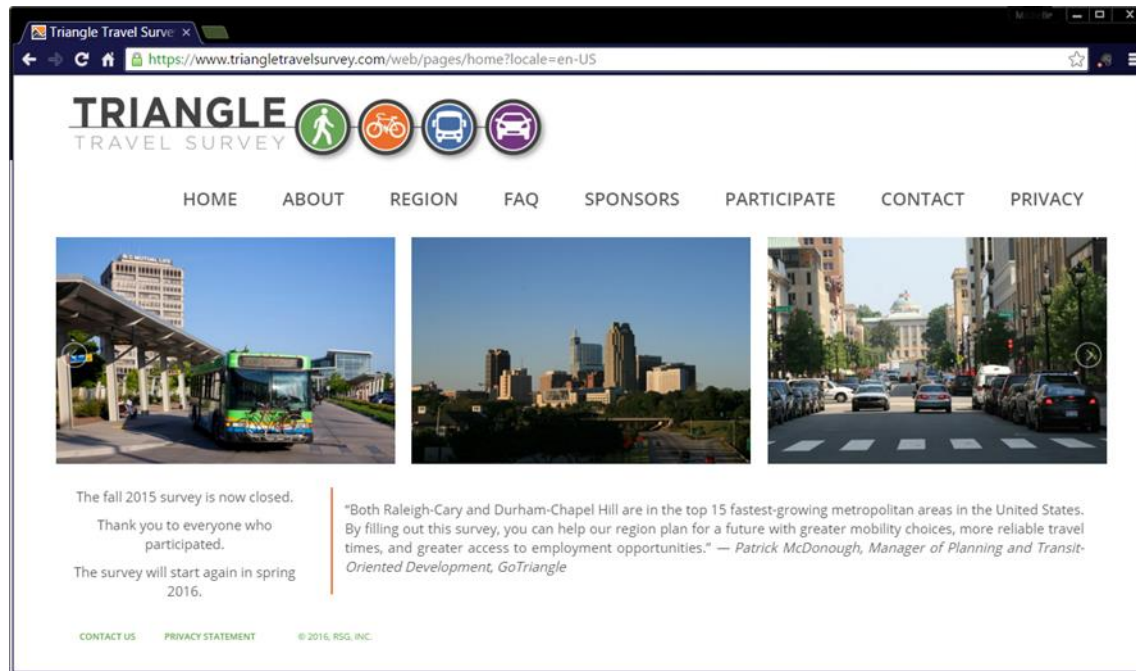 Triangle Travel Surve
https://www.triangletravelsurvey.com/web/pages/home?locale=en-US
TRIANGLE
TRAVEL SURVEY
HOME ABOUT REGION FAQ SPONSORS PARTICIPATE CONTACT PRIVACY
The fall 2015 survey is now closed.
Thank you to everyone who
participated.
The survey will start again in spring
2016.
“Both Raleigh-Cary and Durham-Chapel Hill are in the top 15 fastest-growing metropolitan areas in the United States.
By filling out this survey, you can help our region plan for a future with greater mobility choices, more reliable travel
times, and greater access to employment opportunities.” — Patrick McDonough, Manager of Planning and Transit-
Oriented Development, GoTriangle
CONTACT US PRIVACY STATEMENT © 2016, RSG, INC.